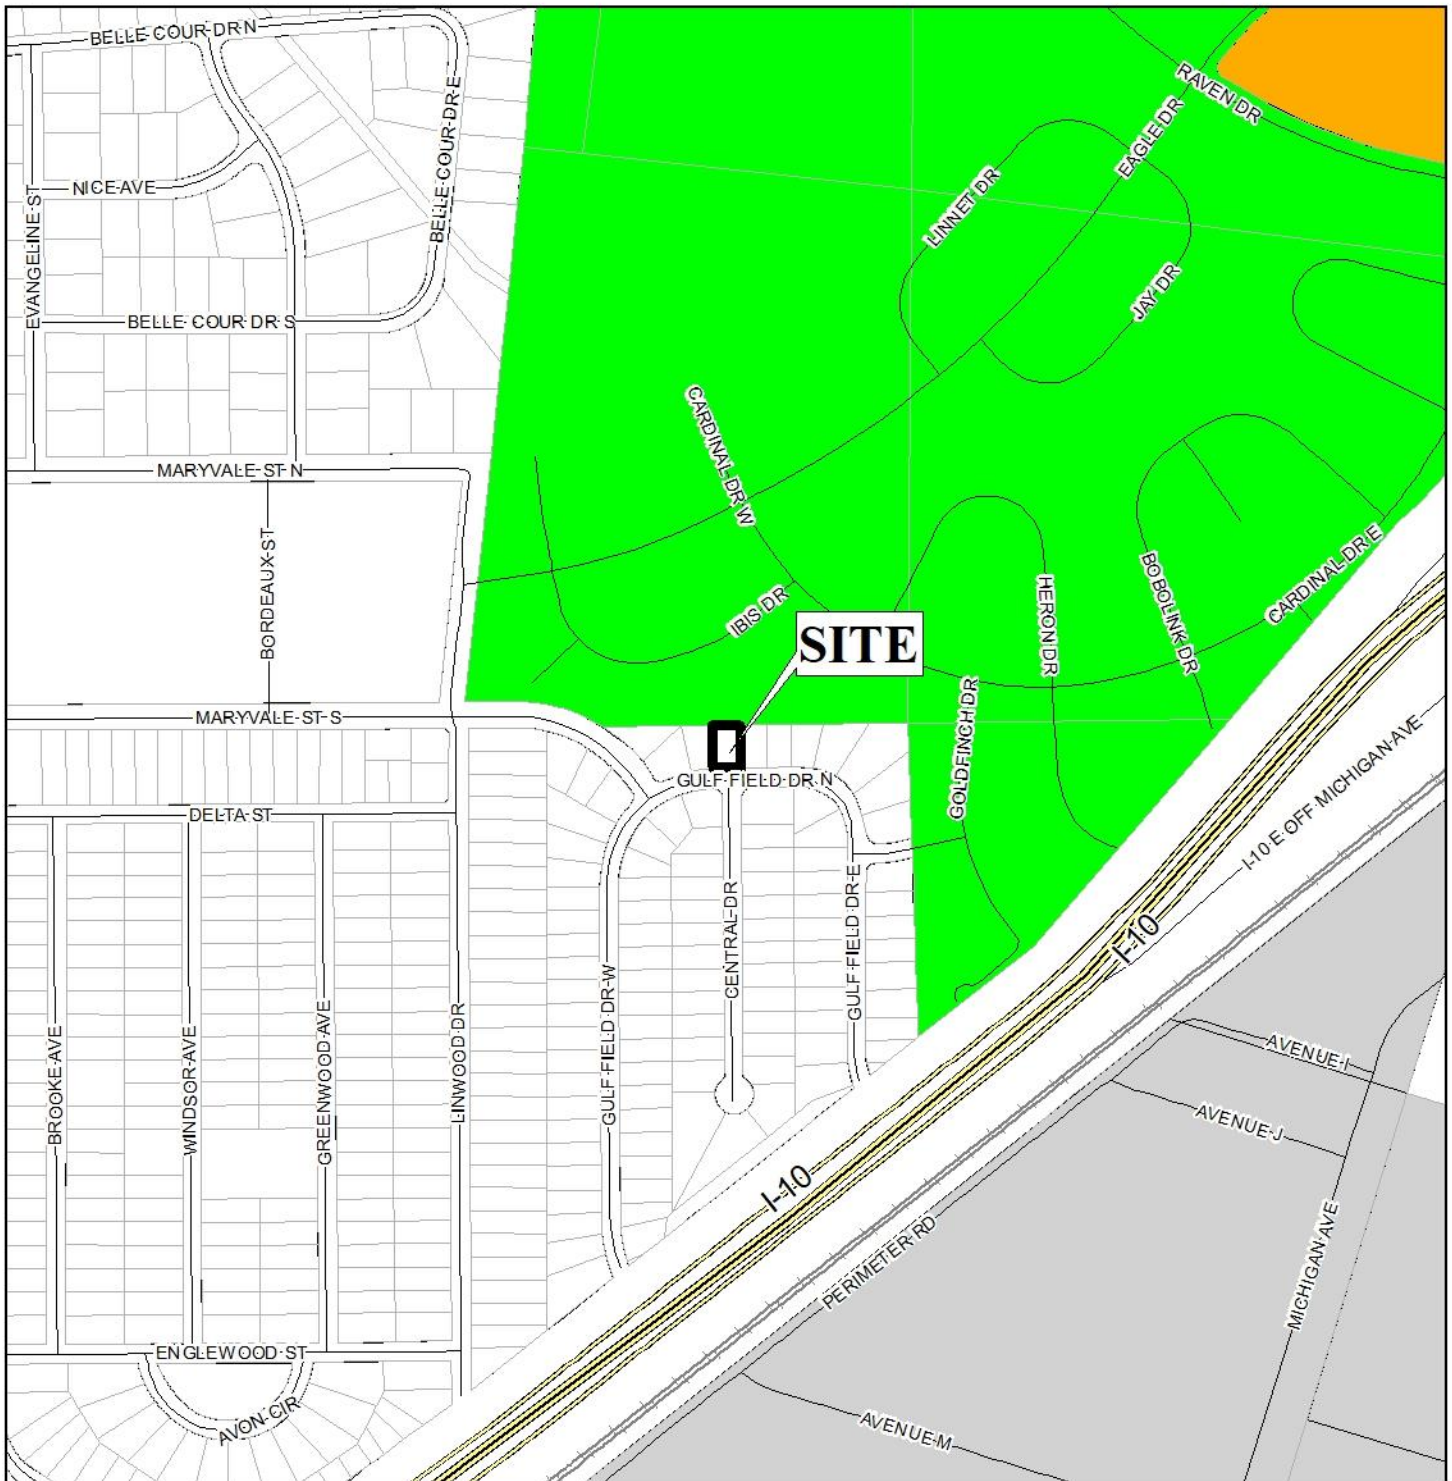 BELLE COUR DR N
RAVEN DR
EAGLE DR
BELLE COUR DR E
NICE AVE
LINNET DR
EVANGELINE ST
JAY DR
BELLE COUR DR S
CARDINAL DR W
MARYVALE ST N
BORDEAUX ST
IBIS DR
SITE
HERON DR
BOBOLINK DR
CARDINAL DR E
MARYVALE ST S
GOLDFINCH DR
GULF FIELD DR N
I-10 E OFF MICHIGAN AVE
DELTA ST
CENTRAL DR
GULF FIELD DR E
I-10
BROOKE AVE
WINDSOR AVE
GREENWOOD AVE
LINWOOD DR
GULF FIELD DR W
AVENUE I
AVENUE J
I-10
PERIMETER RD
MICHIGAN AVE
ENGLEWOOD ST
AVON CIR
AVENUE M